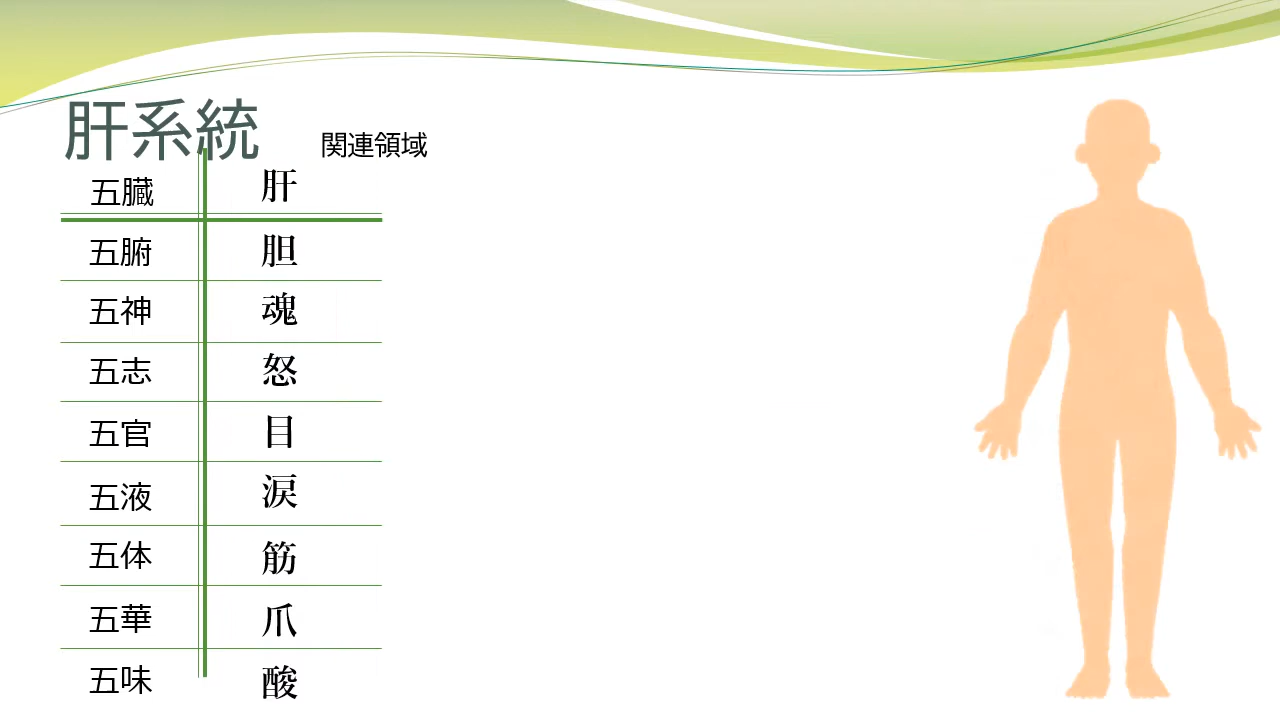 肝系統 関連領域
五臓 肝
五腑 胆
五神 魂
五志 怒
五官 目
五液 涙
五体 筋
五華 爪
五味 酸